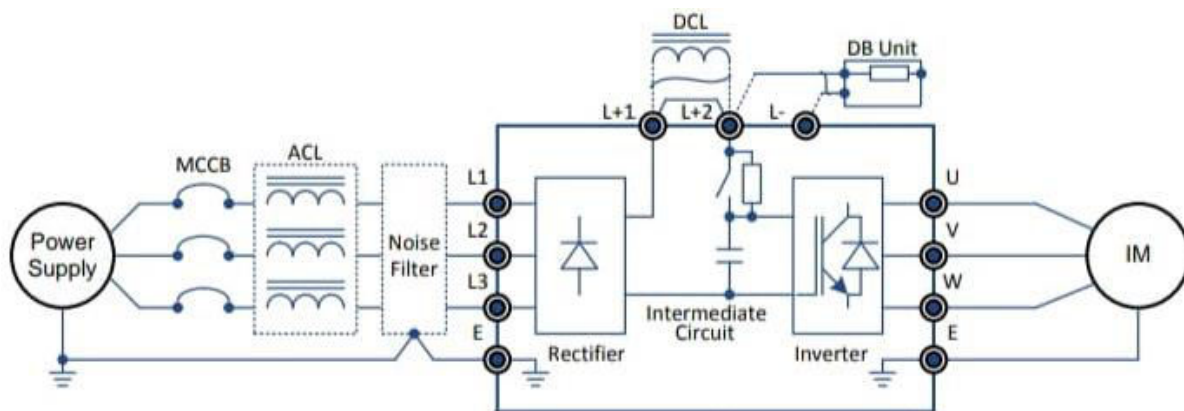 DCL
DB Unit
L+1
L+2
L-
MCCB
ACL
L1
U
Power
Supply
Noise
Filter
L2
V
IM
L3
W
E
Intermediate
Circuit
E
Rectifier
Inverter